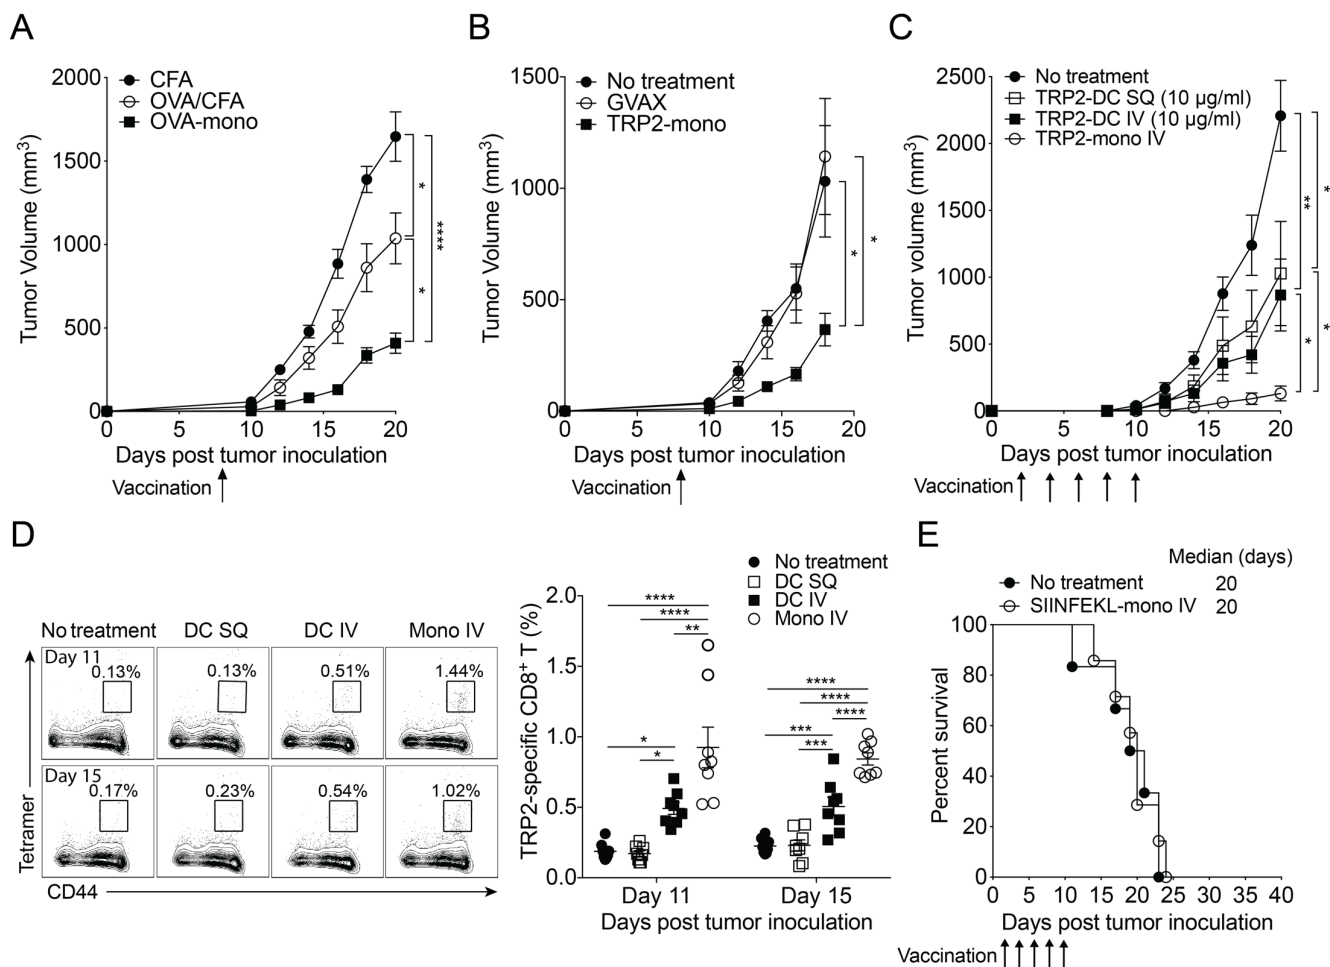 A
CFA
OVA/CFA
OVA-mono
2000
1500
1000
500
0
Tumor Volume (mm³)
*
*
****
0 5 10 15 20
Days post tumor inoculation
Vaccination
B
No treatment
GVAX
TRP2-mono
1500
1000
500
0
Tumor Volume (mm³)
*
*
0 5 10 15 20
Days post tumor inoculation
Vaccination
C
No treatment
TRP2-DC SQ (10 µg/ml)
TRP2-DC IV (10 µg/ml)
TRP2-mono IV
2500
2000
1500
1000
500
0
Tumor volume (mm³)
**
*
*
*
0 5 10 15 20
Days post tumor inoculation
Vaccination
D
No treatment DC SQ DC IV Mono IV
Day 11
0.13% 0.13% 0.51% 1.44%
Day 15
0.17% 0.23% 0.54% 1.02%
Tetramer
CD44
No treatment
DC SQ
DC IV
Mono IV
2.0
1.5
1.0
0.5
0.0
TRP2-specific CD8⁺ T (%)
****
****
**
*
*
****
****
****
***
***
Day 11 Day 15
Days post tumor inoculation
E
Median (days)
No treatment 20
SIINFEKL-mono IV 20
100
80
60
40
20
0
Percent survival
0 5 10 15 20 25 30 35 40
Days post tumor inoculation
Vaccination